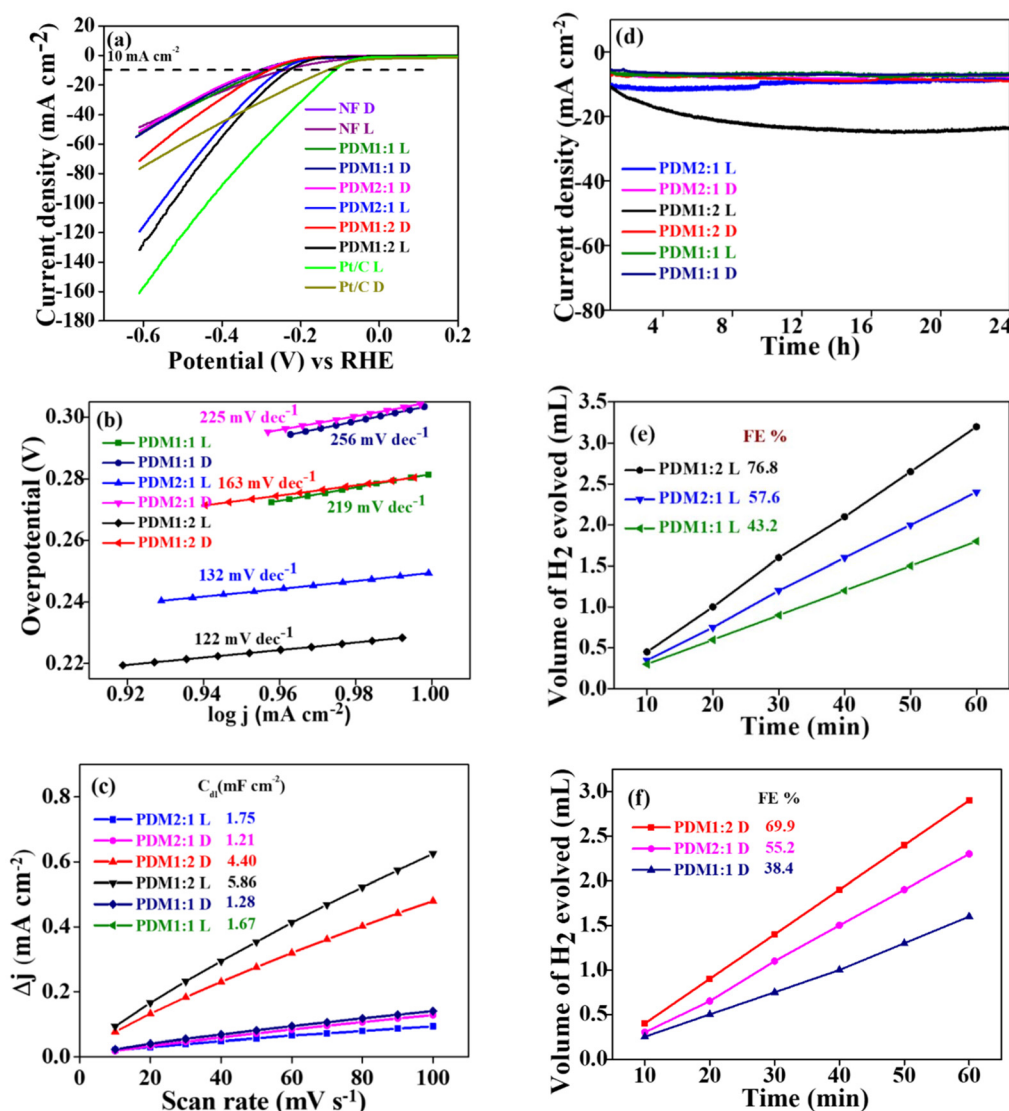 (a)
10 mA cm-2
0
-20
-40
-60
-80
-100
-120
-140
-160
-180
Current density (mA cm-2)
NF D
NF L
PDM1:1 L
PDM1:1 D
PDM2:1 D
PDM2:1 L
PDM1:2 D
PDM1:2 L
Pt/C L
Pt/C D
-0.6 -0.4 -0.2 0.0 0.2
Potential (V) vs RHE
(d)
0
-20
-40
-60
-80
Current density (mA cm-2)
PDM2:1 L
PDM2:1 D
PDM1:2 L
PDM1:2 D
PDM1:1 L
PDM1:1 D
4 8 12 16 20 24
Time (h)
(b)
0.30
0.28
0.26
0.24
0.22
Overpotential (V)
PDM1:1 L
PDM1:1 D
PDM2:1 L
PDM2:1 D
PDM1:2 L
PDM1:2 D
225 mV dec-1
256 mV dec-1
163 mV dec-1
219 mV dec-1
132 mV dec-1
122 mV dec-1
0.92 0.94 0.96 0.98 1.00
log j (mA cm-2)
(e)
3.5
3.0
2.5
2.0
1.5
1.0
0.5
0.0
Volume of H2 evolved (mL)
FE %
PDM1:2 L 76.8
PDM2:1 L 57.6
PDM1:1 L 43.2
10 20 30 40 50 60
Time (min)
(c)
0.8
0.6
0.4
0.2
0.0
Δj (mA cm-2)
Cdl(mF cm-2)
PDM2:1 L 1.75
PDM2:1 D 1.21
PDM1:2 D 4.40
PDM1:2 L 5.86
PDM1:1 D 1.28
PDM1:1 L 1.67
0 20 40 60 80 100
Scan rate (mV s-1)
(f)
3.0
2.5
2.0
1.5
1.0
0.5
0.0
Volume of H2 evolved (mL)
FE %
PDM1:2 D 69.9
PDM2:1 D 55.2
PDM1:1 D 38.4
10 20 30 40 50 60
Time (min)